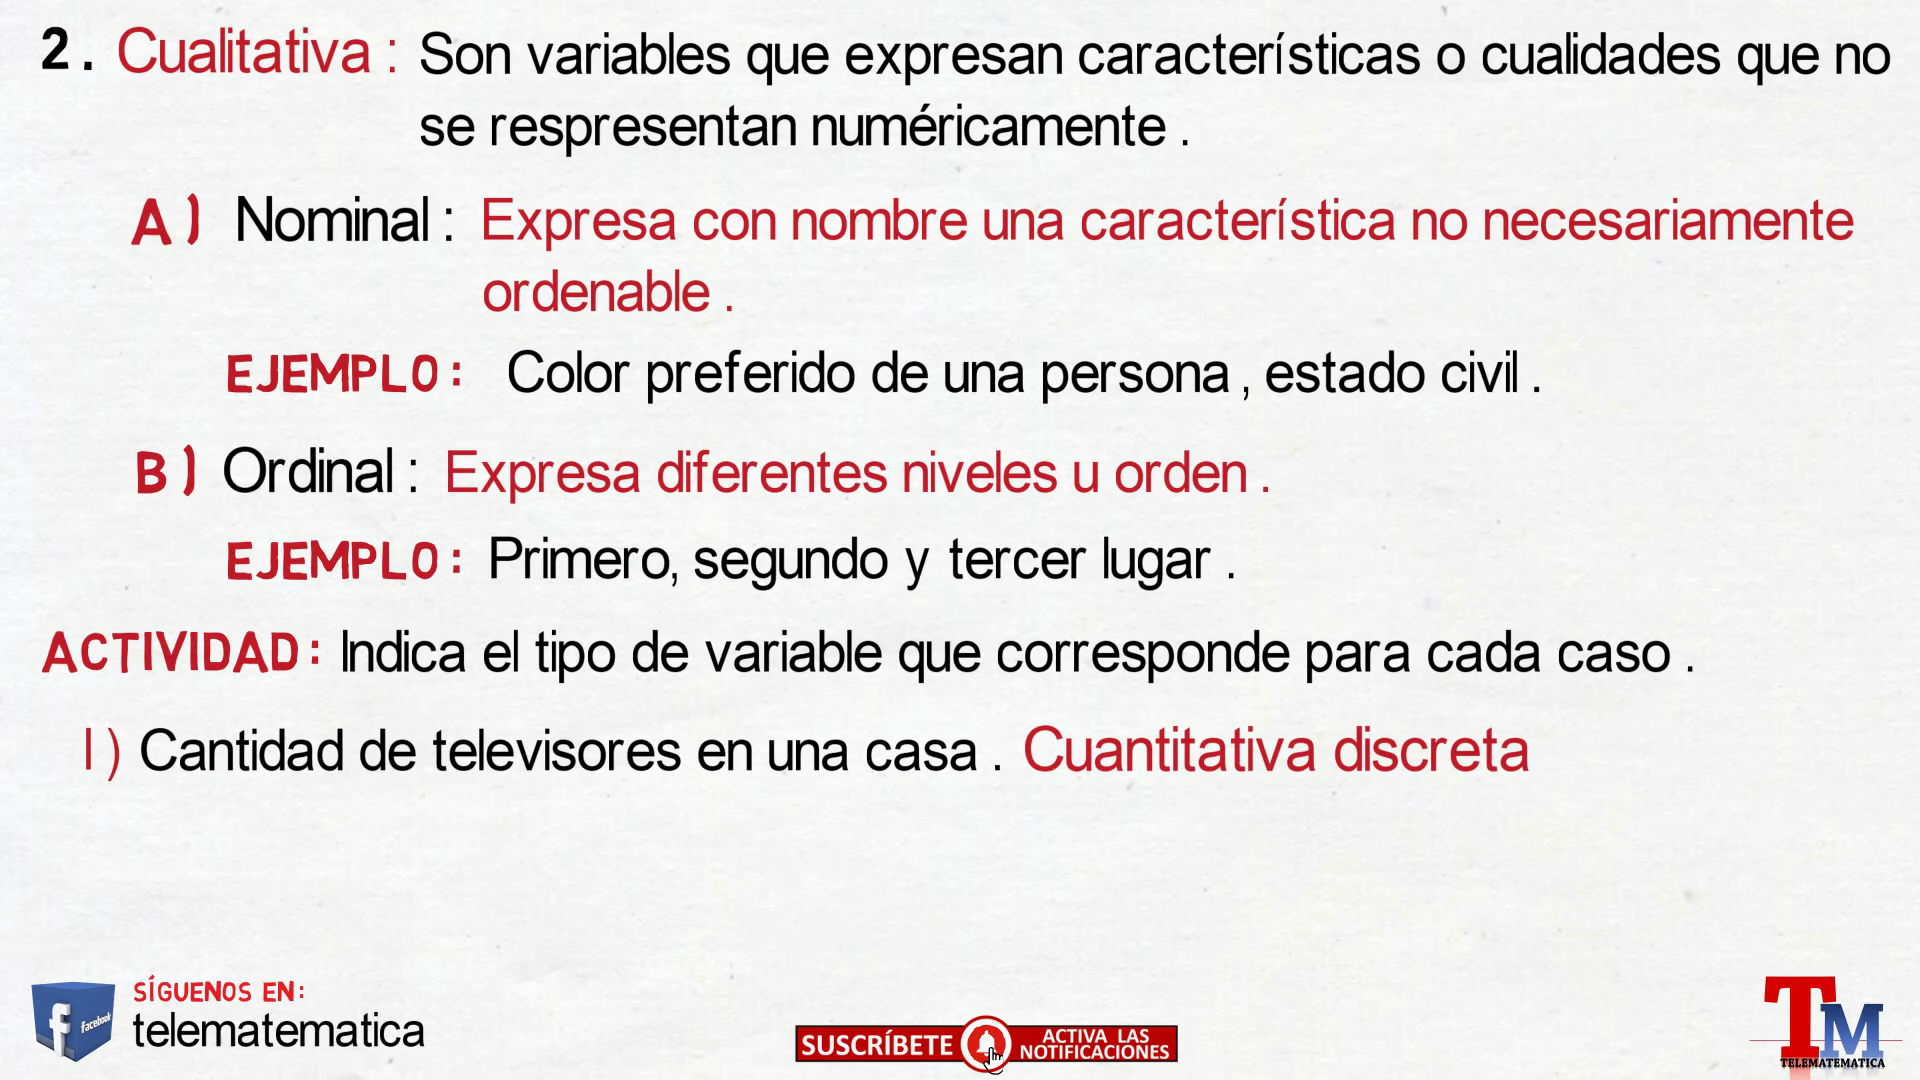 2. Cualitativa : Son variables que expresan características o cualidades que no
se respresentan numéricamente .
A) Nominal : Expresa con nombre una característica no necesariamente
ordenable .
EJEMPLO: Color preferido de una persona , estado civil .
B) Ordinal : Expresa diferentes niveles u orden .
EJEMPLO: Primero, segundo y tercer lugar .
ACTIVIDAD: Indica el tipo de variable que corresponde para cada caso .
1) Cantidad de televisores en una casa . Cuantitativa discreta
SÍGUENOS EN:
facebook
telematematica
SUSCRÍBETE
ACTIVA LAS
NOTIFICACIONES
TM
TELEMATEMATICA